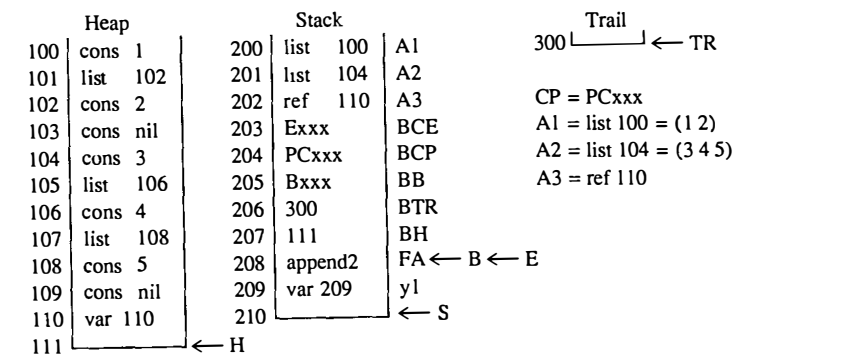 Heap Stack Trail
100 cons 1 200 list 100 A1 300 TR
101 list 102 201 list 104 A2
102 cons 2 202 ref 110 A3 CP = PCxxx
103 cons nil 203 Exxx BCE A1 = list 100 = (1 2)
104 cons 3 204 PCxxx BCP A2 = list 104 = (3 4 5)
105 list 106 205 Bxxx BB A3 = ref 110
106 cons 4 206 300 BTR
107 list 108 207 111 BH
108 cons 5 208 append2 FA ← B ← E
109 cons nil 209 var 209 y1
110 var 110 210 ← S
111 ← H